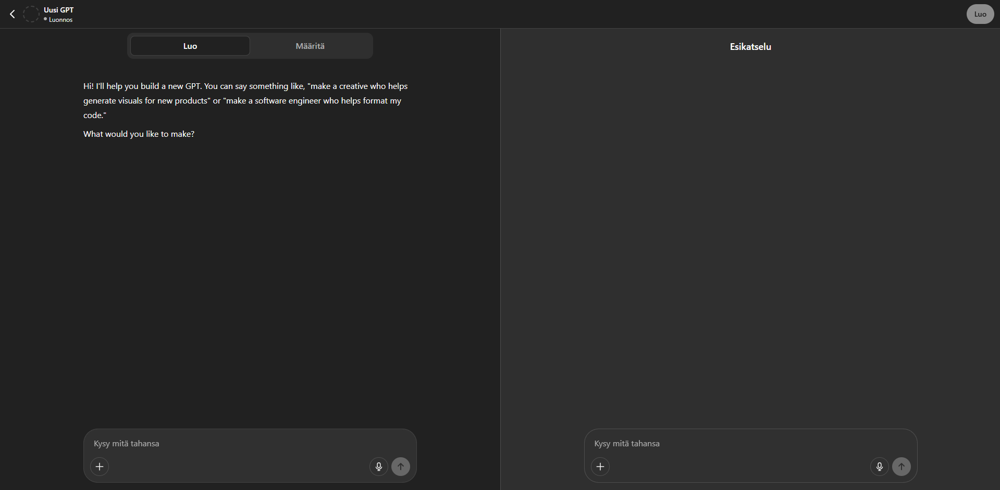 Uusi GPT
Luonnos
Luo
Luo
Määritä
Esikatselu
Hi! I'll help you build a new GPT. You can say something like, "make a creative who helps
generate visuals for new products" or "make a software engineer who helps format my
code."
What would you like to make?
Kysy mitä tahansa
Kysy mitä tahansa